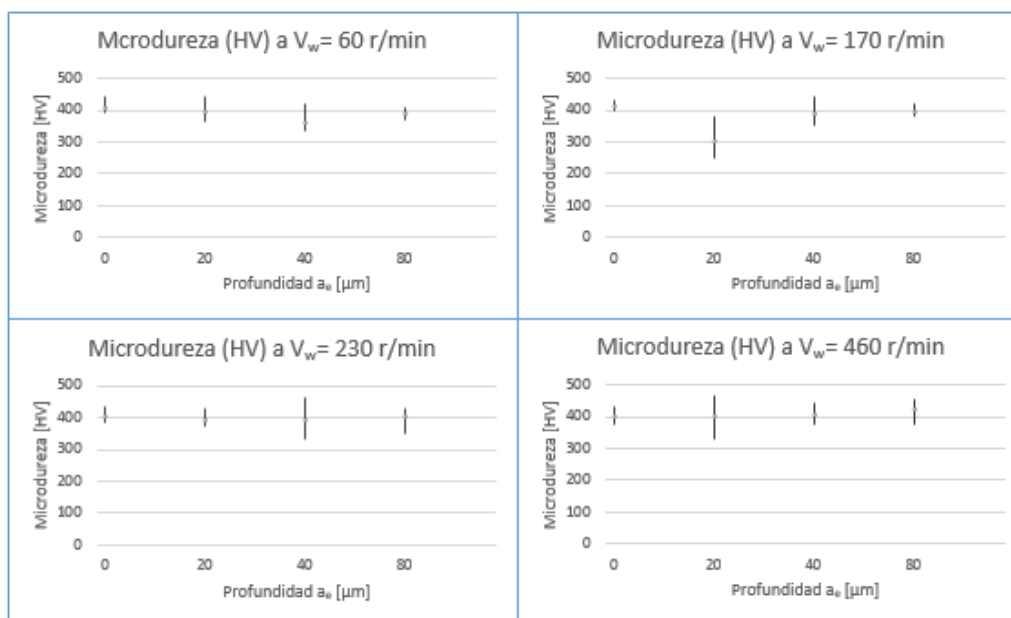 Mcrodureza (HV) a Vw= 60 r/min
Microdureza [HV]
500
400
300
200
100
0
0 20 40 80
Profundidad ae [µm]
Microdureza (HV) a Vw= 170 r/min
Microdureza [HV]
500
400
300
200
100
0
0 20 40 80
Profundidad ae [µm]
Microdureza (HV) a Vw= 230 r/min
Microdureza [HV]
500
400
300
200
100
0
0 20 40 80
Profundidad ae [µm]
Microdureza (HV) a Vw= 460 r/min
Microdureza [HV]
500
400
300
200
100
0
0 20 40 80
Profundidad ae [µm]